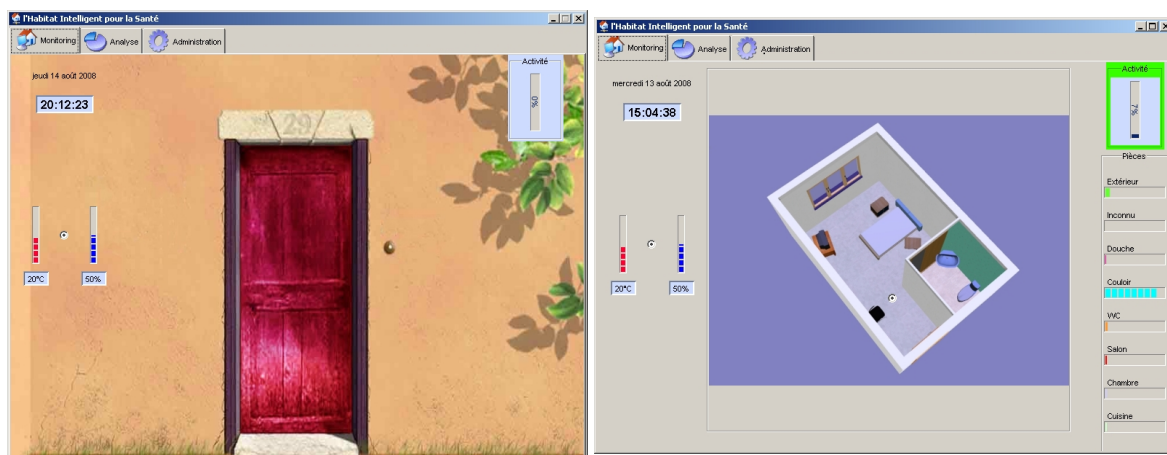 l'Habitat Intelligent pour la Santé
Monitoring
Analyse
Administration
jeudi 14 août 2008
20:12:23
Activité
0%
29
20°C
50%
l'Habitat Intelligent pour la Santé
Monitoring
Analyse
Administration
mercredi 13 août 2008
15:04:38
Activité
7%
Pièces
Extérieur
Inconnu
Douche
Couloir
WC
Salon
Chambre
Cuisine
20°C
50%